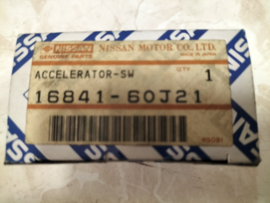 NISSAN NISSAN MOTOR CO., LTD.
GENUINE PARTS MADE IN JAPAN
ACCELERATOR-SW QTY 1
16841-60J21